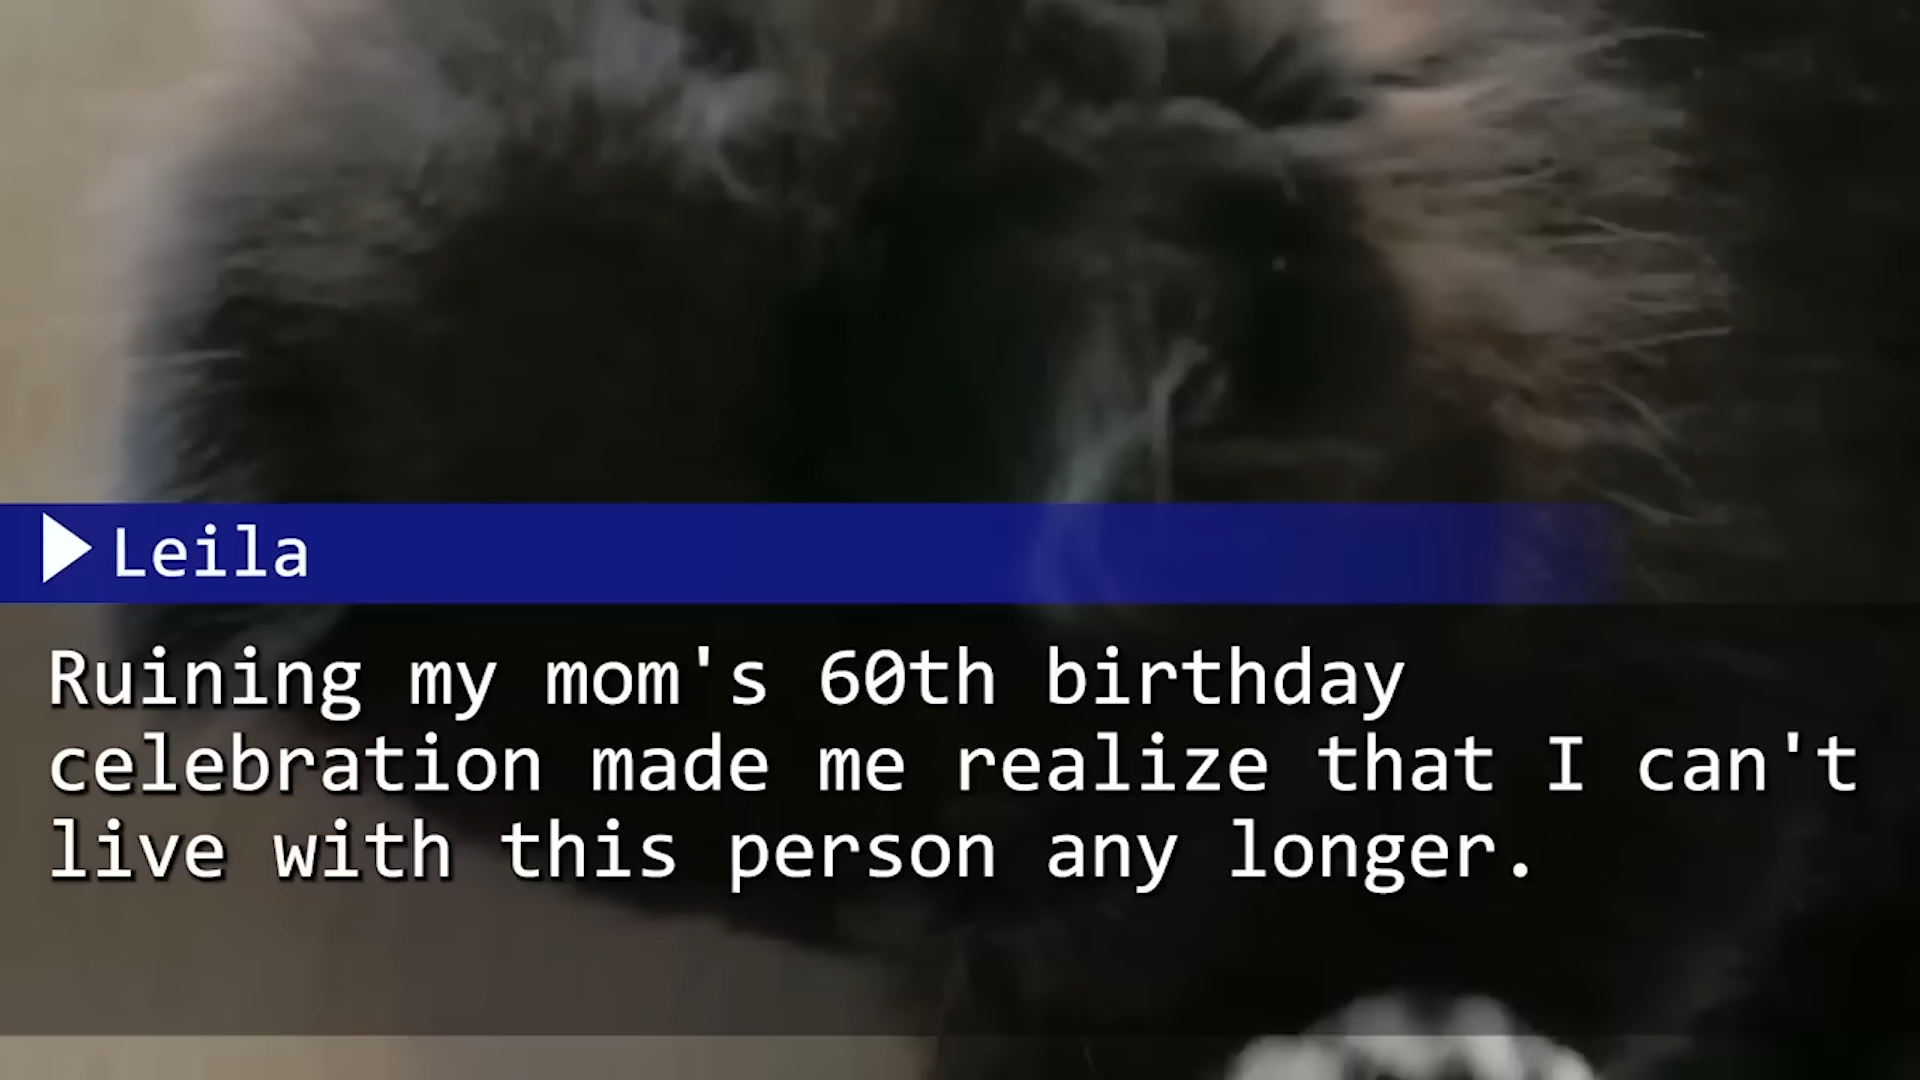 Leila
Ruining my mom's 60th birthday
celebration made me realize that I can't
live with this person any longer.